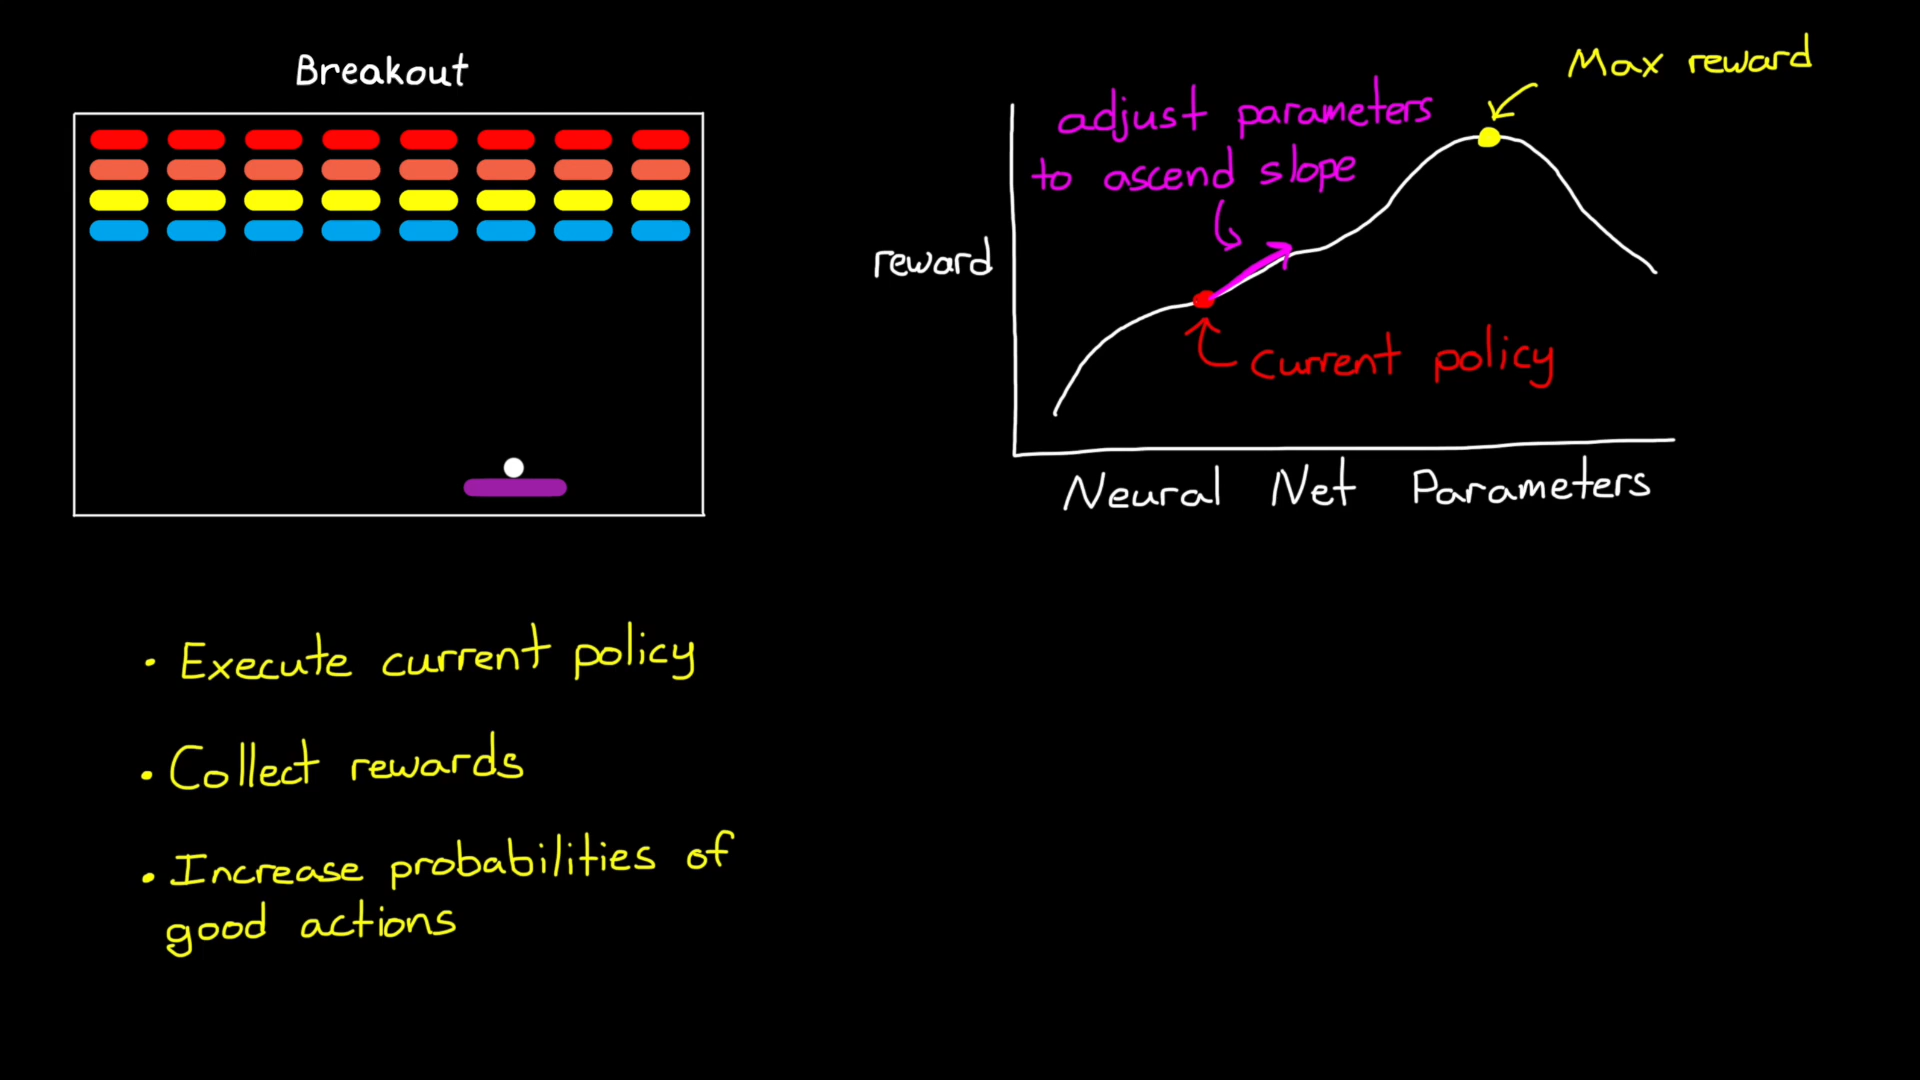 Breakout
Max reward
adjust parameters
to ascend slope
reward
Current policy
Neural Net Parameters
• Execute current policy
• Collect rewards
• Increase probabilities of
good actions